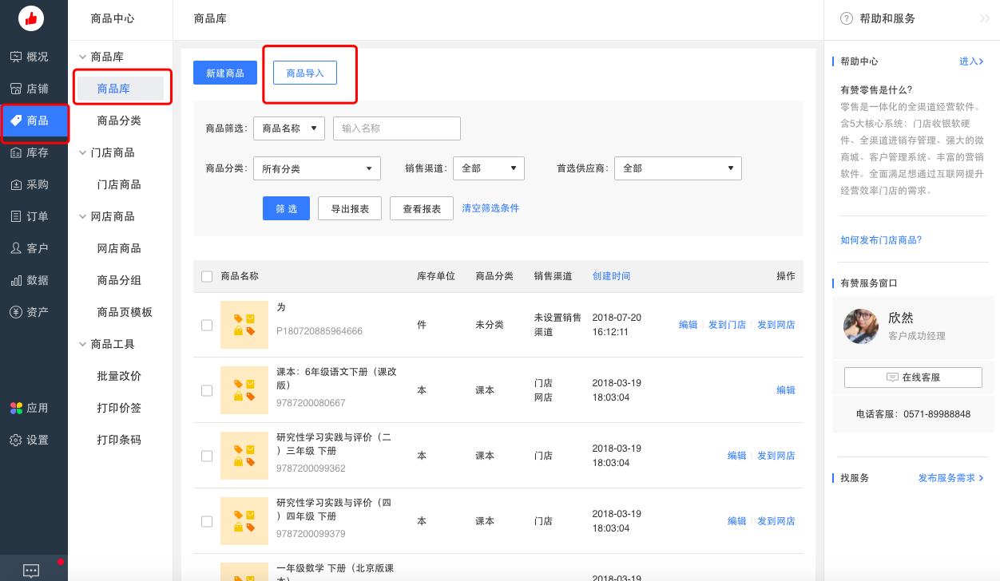 概况
店铺
商品
库存
采购
订单
客户
数据
资产
应用
设置
商品中心
商品库
商品库
商品分类
门店商品
门店商品
网店商品
网店商品
商品分组
商品页模板
商品工具
批量改价
打印价签
打印条码
商品库
新建商品 商品导入
商品筛选: 商品名称 输入名称
商品分类: 所有分类 销售渠道: 全部 首选供应商: 全部
筛 选 导出报表 查看报表 清空筛选条件
商品名称 库存单位 商品分类 销售渠道 创建时间 操作
为
P180720885964666
件
未分类
未设置销售
渠道
2018-07-20
16:12:11
编辑 发到门店 发到网店
课本：6年级语文下册（课改
版）
9787200080667
本
课本
门店
网店
2018-03-19
18:03:04
编辑
研究性学习实践与评价（二
）三年级 下册
9787200099362
本
课本
门店
2018-03-19
18:03:04
编辑 发到网店
研究性学习实践与评价（四
）四年级 下册
9787200099379
本
课本
门店
2018-03-19
18:03:04
编辑 发到网店
一年级数学 下册（北京版课
本）
2018-03-19
? 帮助和服务
帮助中心 进入
有赞零售是什么?
零售是一体化的全渠道经营软件。
含5大核心系统：门店收银软硬
件、全渠道进销存管理、强大的微
商城、客户管理系统、丰富的营销
软件。全面满足想通过互联网提升
经营效率门店的需求。
如何发布门店商品?
有赞服务窗口
欣然
客户成功经理
在线客服
电话客服：0571-89988848
找服务 发布服务需求